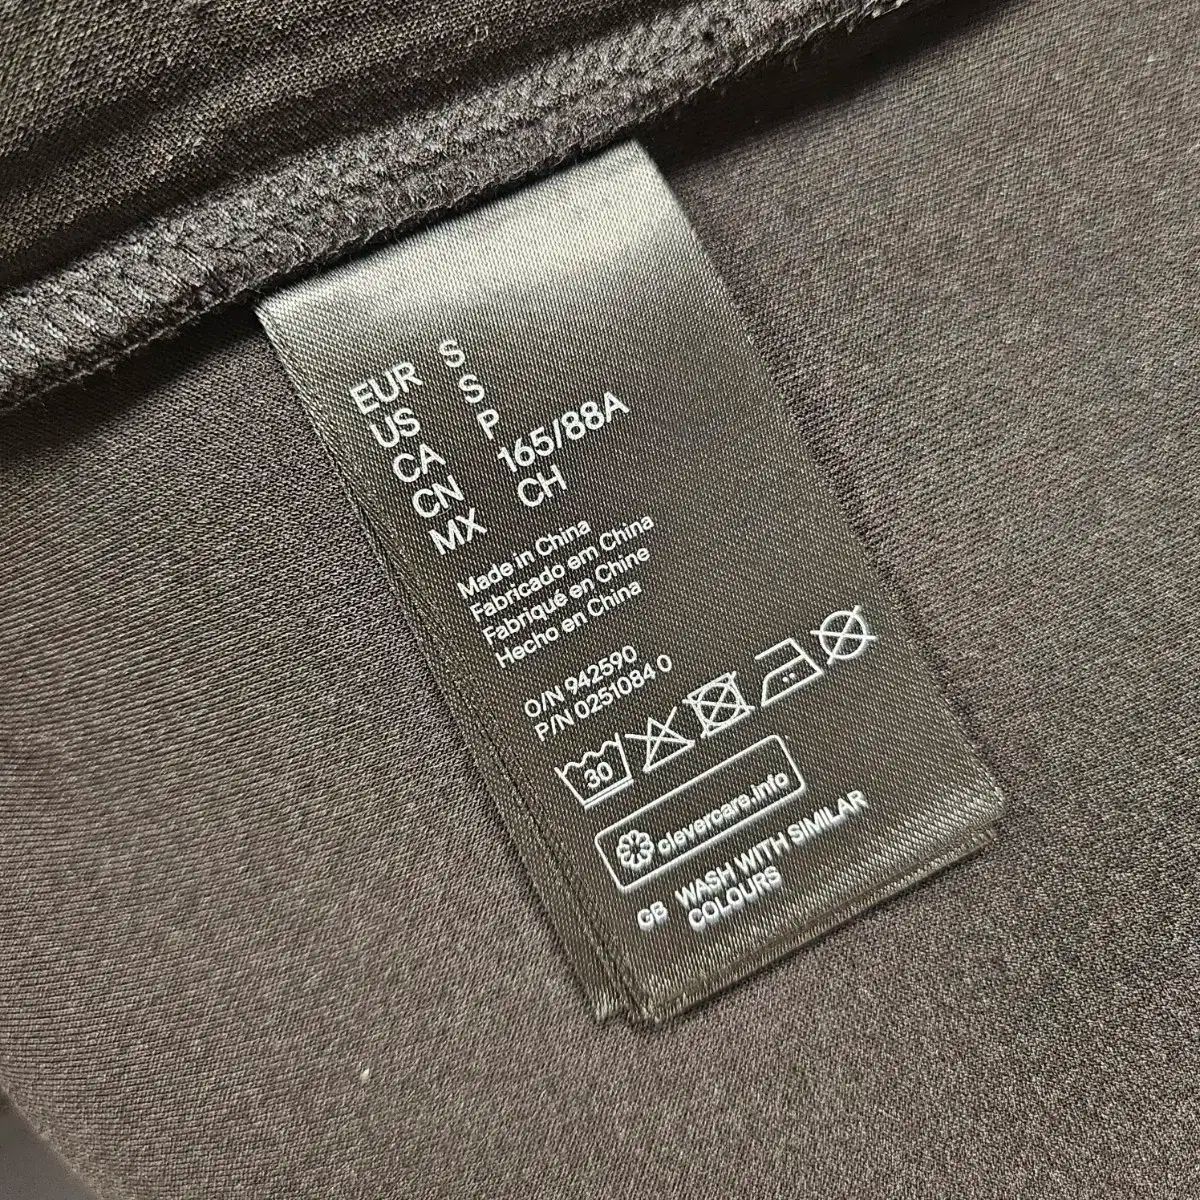 EUR S
US S
CA P
CN 165/88A
MX CH
Made in China
Fabricado em China
Fabriqué en Chine
Hecho en China
O/N 942590
P/N 0251084 0
30
clevercare.info
GB WASH WITH SIMILAR
COLOURS